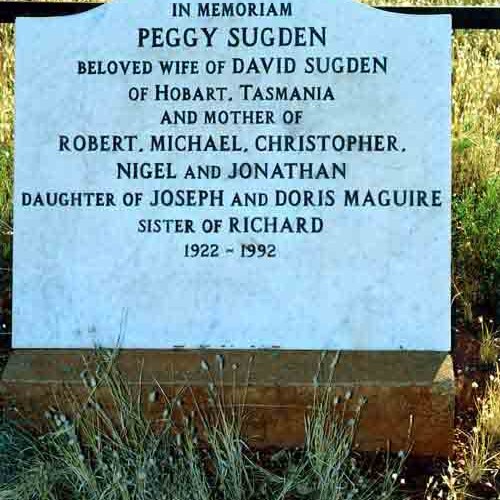 IN MEMORIAM
PEGGY SUGDEN
BELOVED WIFE OF DAVID SUGDEN
OF HOBART, TASMANIA
AND MOTHER OF
ROBERT, MICHAEL, CHRISTOPHER,
NIGEL AND JONATHAN
DAUGHTER OF JOSEPH AND DORIS MAGUIRE
SISTER OF RICHARD
1922 ~ 1992